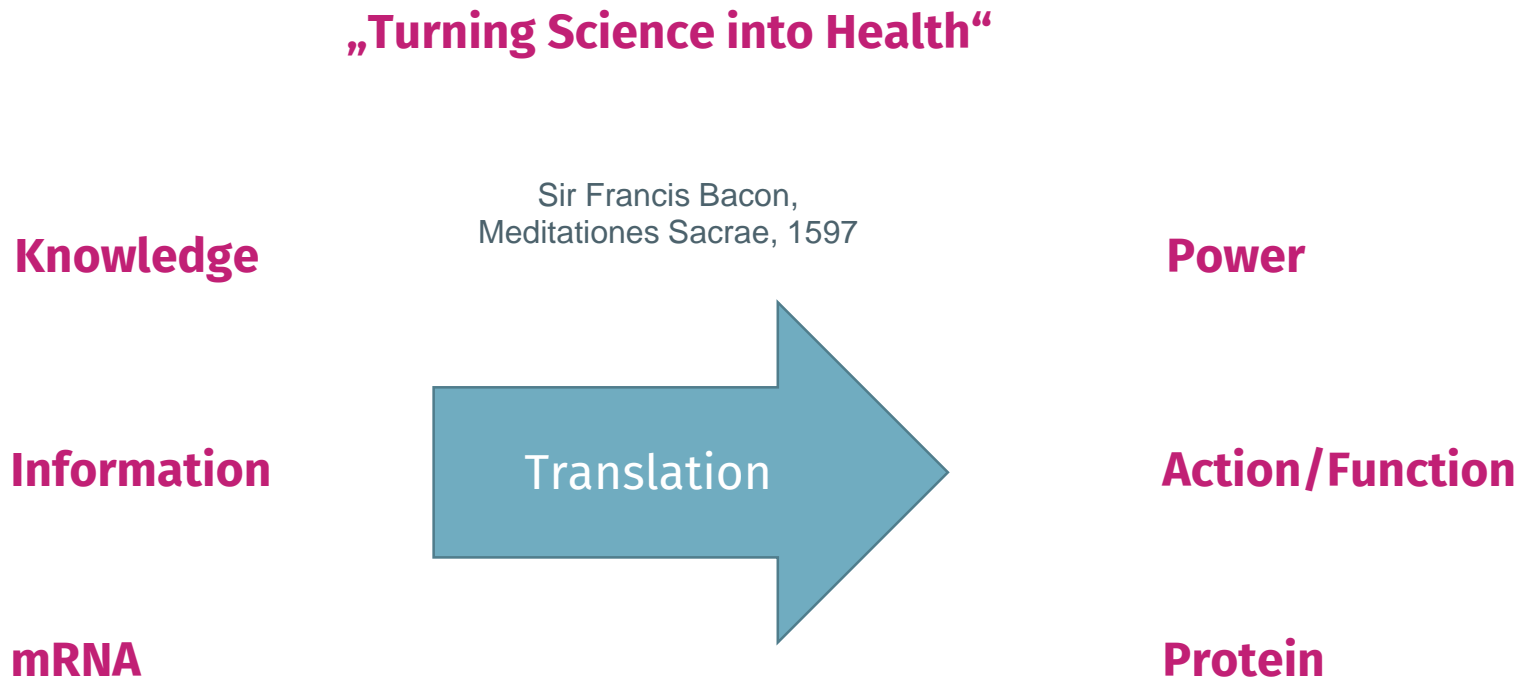 „Turning Science into Health“
Sir Francis Bacon,
Meditationes Sacrae, 1597
Knowledge
Power
Information
Translation
Action/Function
mRNA
Protein